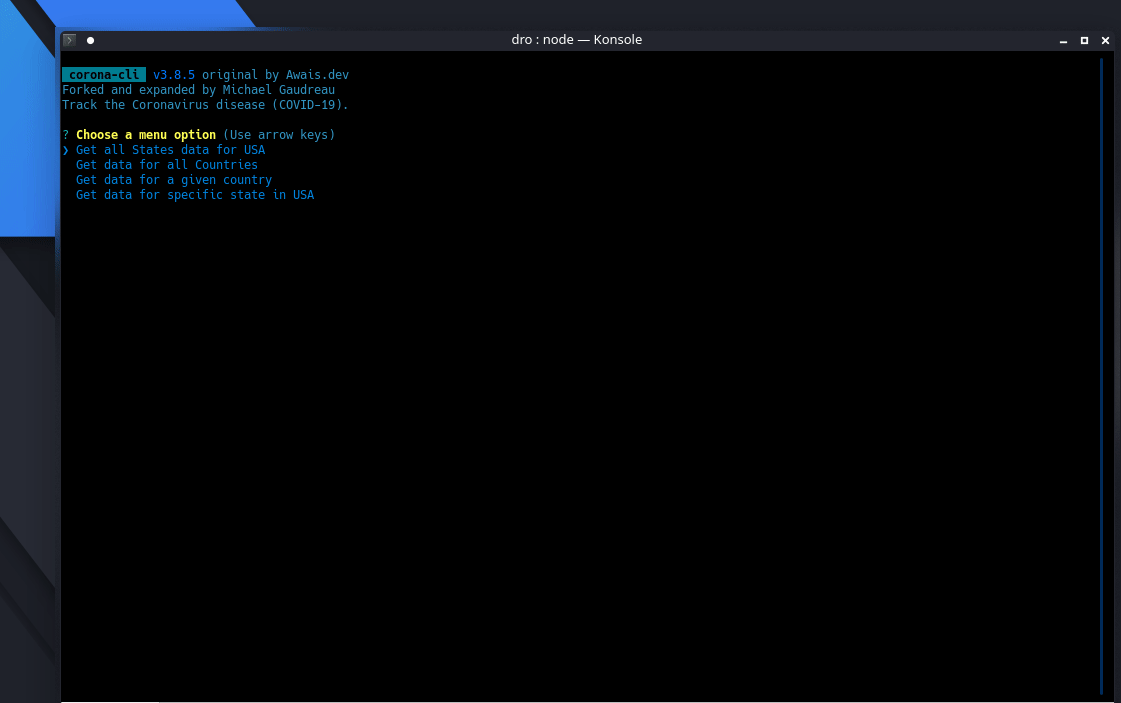 dro : node — Konsole
corona-cli v3.8.5 original by Awais.dev
Forked and expanded by Michael Gaudreau
Track the Coronavirus disease (COVID-19).
? Choose a menu option (Use arrow keys)
❯ Get all States data for USA
Get data for all Countries
Get data for a given country
Get data for specific state in USA